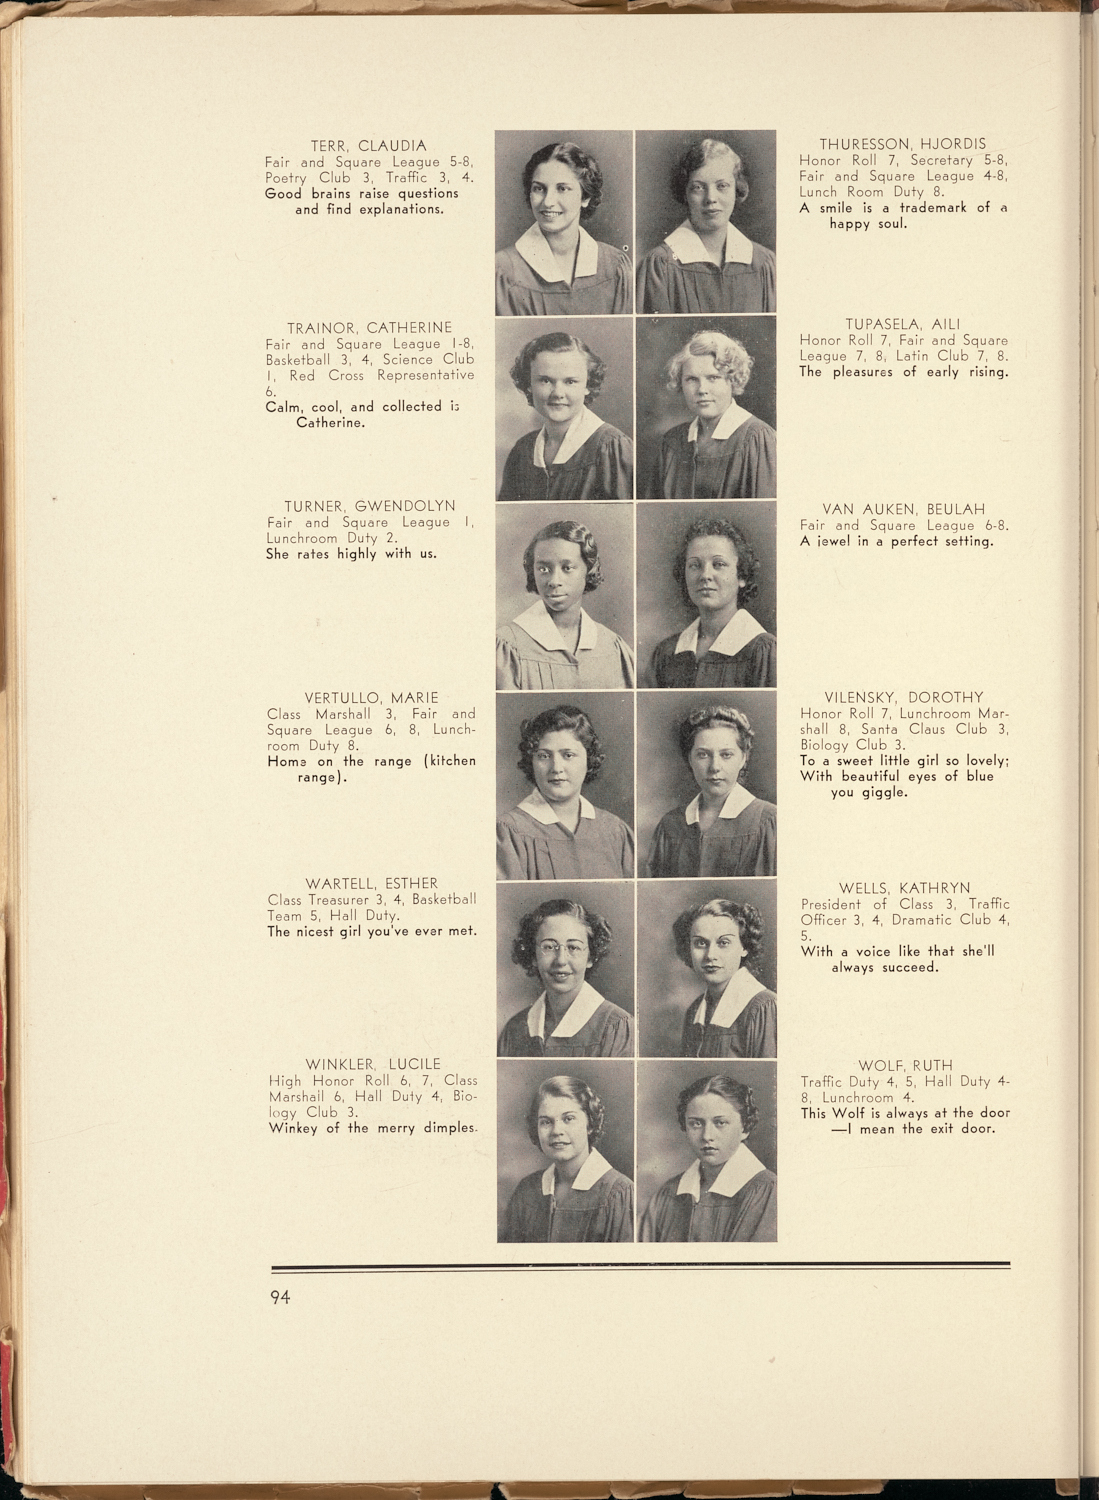 TERR, CLAUDIA
Fair and Square League 5-8,
Poetry Club 3, Traffic 3, 4.
Good brains raise questions
and find explanations.
THURESSON, HJORDIS
Honor Roll 7, Secretary 5-8,
Fair and Square League 4-8,
Lunch Room Duty 8.
A smile is a trademark of a
happy soul.
TRAINOR, CATHERINE
Fair and Square League 1-8,
Basketball 3, 4, Science Club
1, Red Cross Representative
6.
Calm, cool, and collected is
Catherine.
TUPASELA, AILI
Honor Roll 7, Fair and Square
League 7, 8, Latin Club 7, 8.
The pleasures of early rising.
TURNER, GWENDOLYN
Fair and Square League 1,
Lunchroom Duty 2.
She rates highly with us.
VAN AUKEN, BEULAH
Fair and Square League 6-8.
A jewel in a perfect setting.
VERTULLO, MARIE
Class Marshall 3, Fair and
Square League 6, 8, Lunch-
room Duty 8.
Home on the range (kitchen
range).
VILENSKY, DOROTHY
Honor Roll 7, Lunchroom Mar-
shall 8, Santa Claus Club 3,
Biology Club 3.
To a sweet little girl so lovely;
With beautiful eyes of blue
you giggle.
WARTELL, ESTHER
Class Treasurer 3, 4, Basketball
Team 5, Hall Duty.
The nicest girl you've ever met.
WELLS, KATHRYN
President of Class 3, Traffic
Officer 3, 4, Dramatic Club 4,
5.
With a voice like that she'll
always succeed.
WINKLER, LUCILE
High Honor Roll 6, 7, Class
Marshall 6, Hall Duty 4, Bio-
logy Club 3.
Winkey of the merry dimples.
WOLF, RUTH
Traffic Duty 4, 5, Hall Duty 4-
8, Lunchroom 4.
This Wolf is always at the door
—I mean the exit door.
94